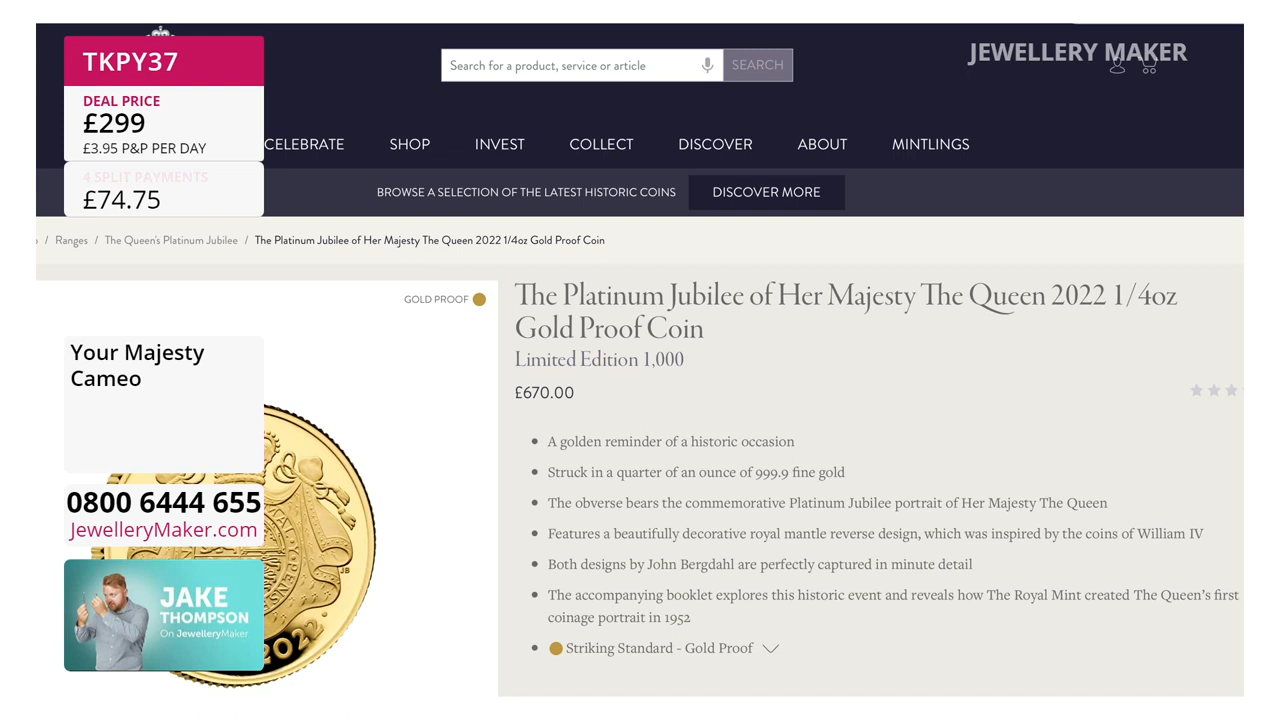 TKPY37
DEAL PRICE
£299
£3.95 P&P PER DAY
4 SPLIT PAYMENTS
£74.75
Search for a product, service or article
SEARCH
JEWELLERY MAKER
CELEBRATE SHOP INVEST COLLECT DISCOVER ABOUT MINTLINGS
BROWSE A SELECTION OF THE LATEST HISTORIC COINS DISCOVER MORE
/ Ranges / The Queen's Platinum Jubilee / The Platinum Jubilee of Her Majesty The Queen 2022 1/4oz Gold Proof Coin
GOLD PROOF
Your Majesty
Cameo
0800 6444 655
JewelleryMaker.com
JAKE
THOMPSON
On JewelleryMaker
JB
2022
The Platinum Jubilee of Her Majesty The Queen 2022 1/4oz
Gold Proof Coin
Limited Edition 1,000
£670.00
A golden reminder of a historic occasion
Struck in a quarter of an ounce of 999.9 fine gold
The obverse bears the commemorative Platinum Jubilee portrait of Her Majesty The Queen
Features a beautifully decorative royal mantle reverse design, which was inspired by the coins of William IV
Both designs by John Bergdahl are perfectly captured in minute detail
The accompanying booklet explores this historic event and reveals how The Royal Mint created The Queen's first
coinage portrait in 1952
Striking Standard - Gold Proof